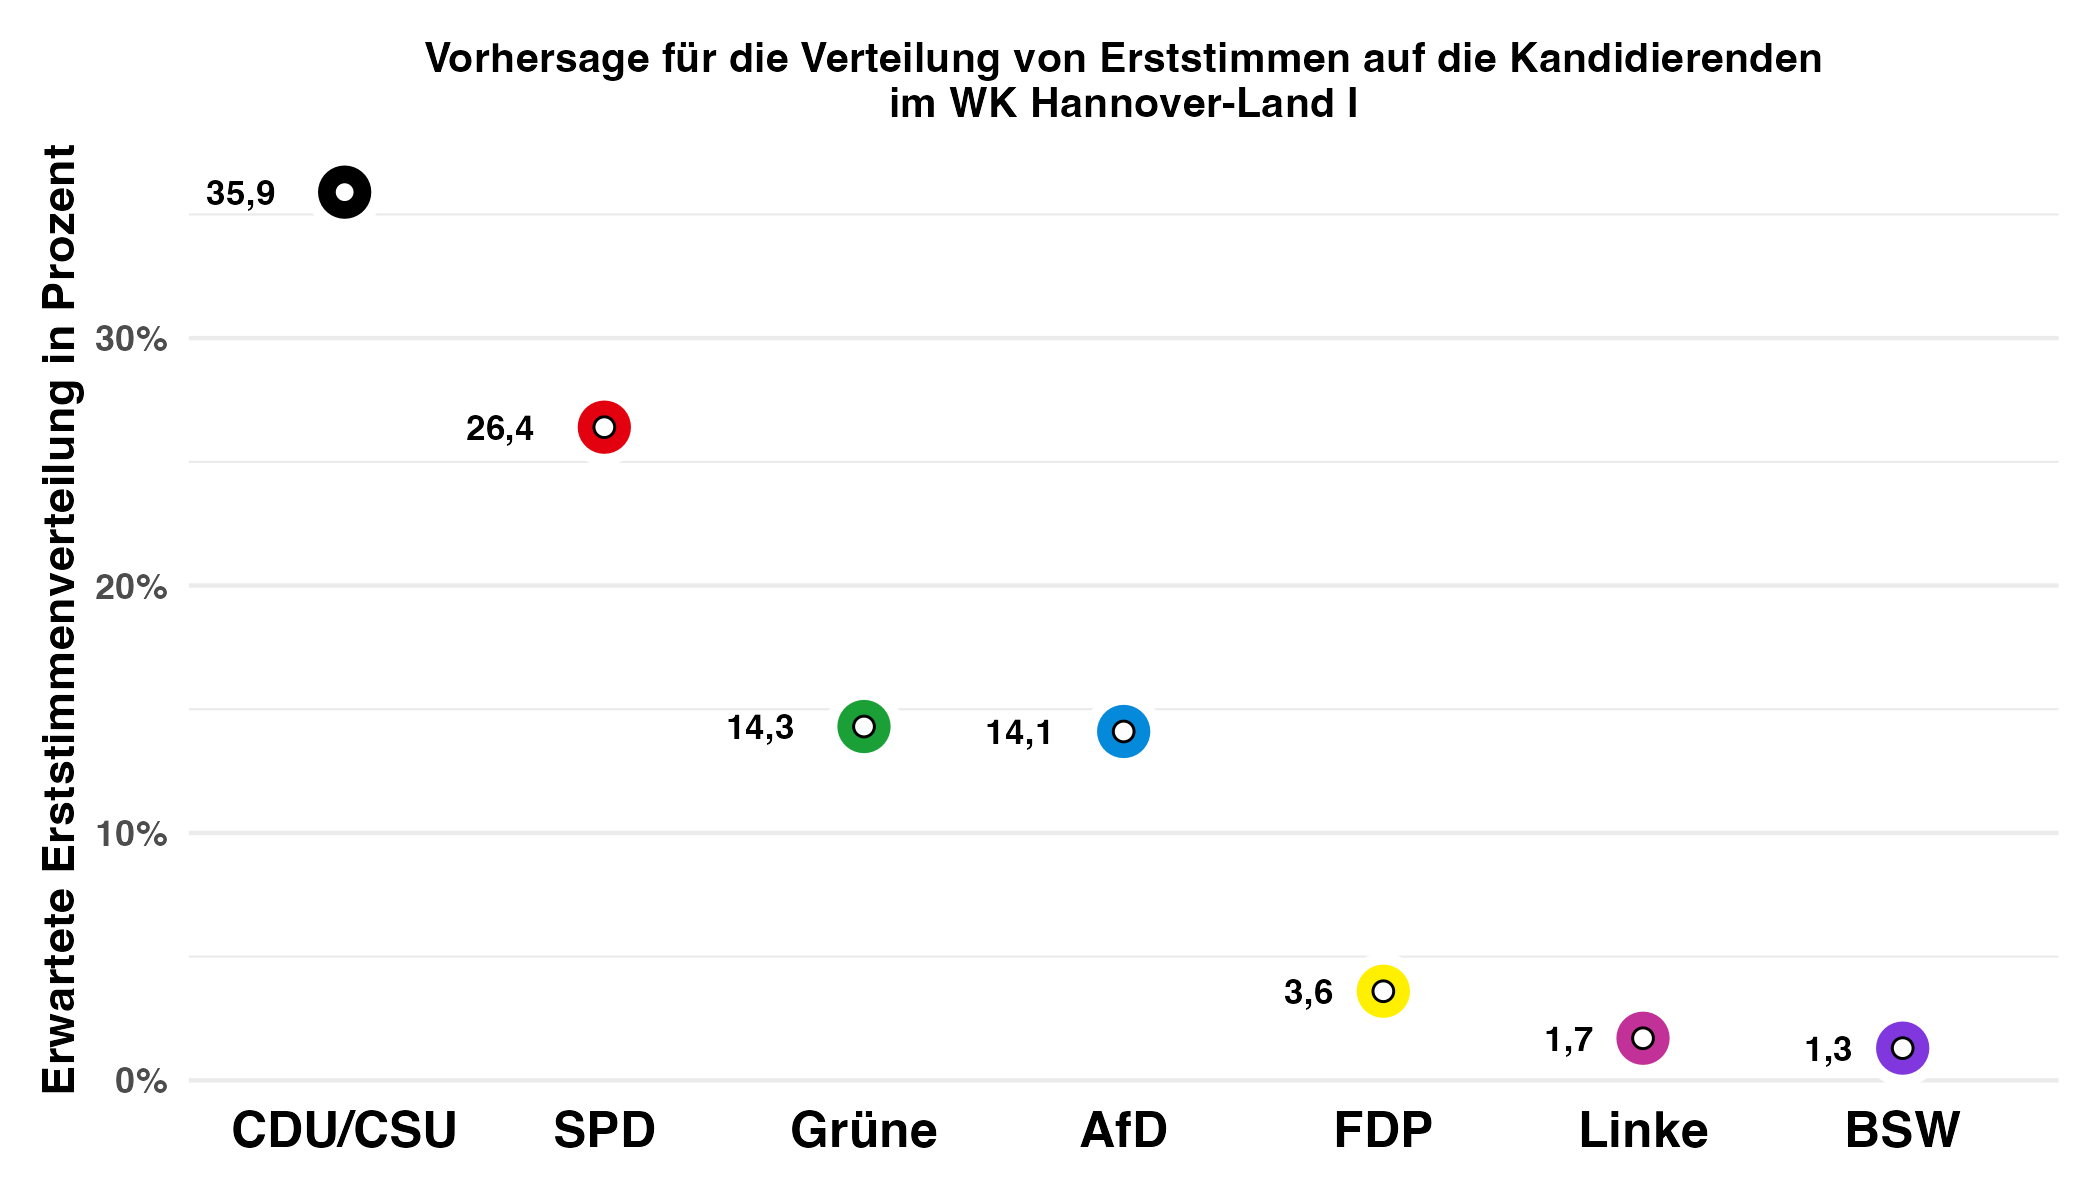 Vorhersage für die Verteilung von Erststimmen auf die Kandidierenden
im WK Hannover-Land I
Erwartete Erststimmenverteilung in Prozent
35,9
30%
26,4
20%
14,3
14,1
10%
3,6
1,7
1,3
0%
CDU/CSU
SPD
Grüne
AfD
FDP
Linke
BSW